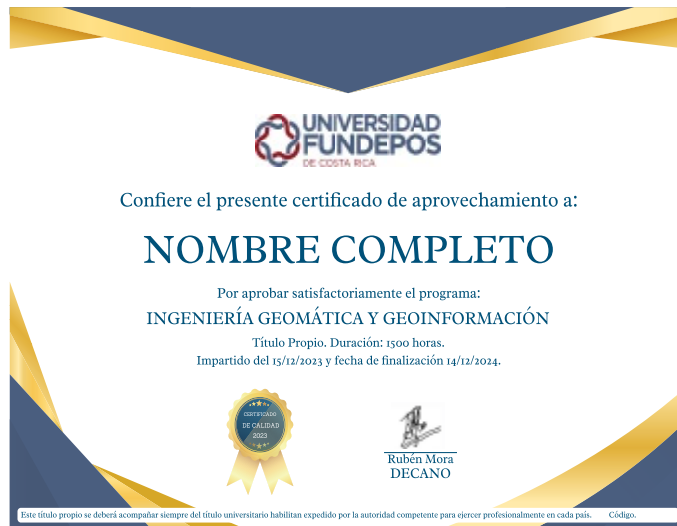 UNIVERSIDAD
FUNDEPOS
DE COSTA RICA
Confiere el presente certificado de aprovechamiento a:
NOMBRE COMPLETO
Por aprobar satisfactoriamente el programa:
INGENIERÍA GEOMÁTICA Y GEOINFORMACIÓN
Título Propio. Duración: 1500 horas.
Impartido del 15/12/2023 y fecha de finalización 14/12/2024.
CERTIFICADO
DE CALIDAD
2023
Rubén Mora
DECANO
Este título propio se deberá acompañar siempre del título universitario habilitan expedido por la autoridad competente para ejercer profesionalmente en cada país. Código.